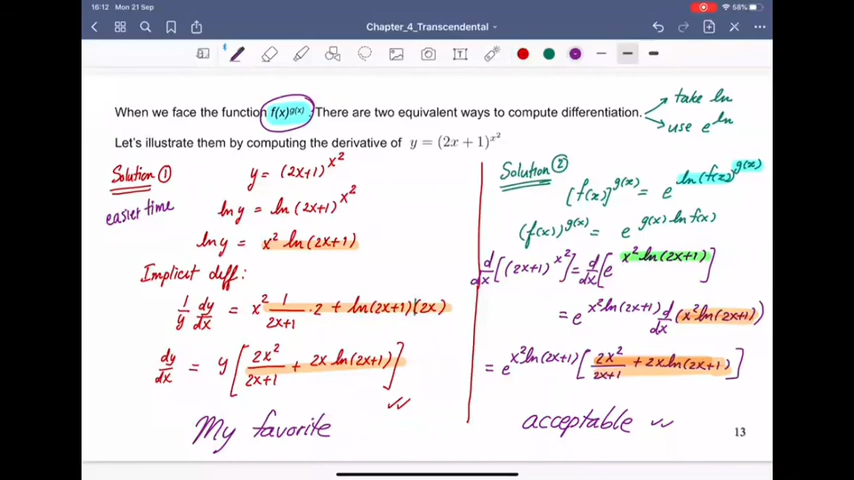 16:12 Mon 21 Sep
58%
Chapter_4_Transcendental
When we face the function f(x)^g(x). There are two equivalent ways to compute differentiation.
take ln
use e^ln
Let's illustrate them by computing the derivative of y = (2x + 1)^x²
Solution ①
easier time
y = (2x+1)^x²
ln y = ln (2x+1)^x²
ln y = x² ln(2x+1)
Implicit diff:
1/y dy/dx = x² 1/(2x+1) · 2 + ln(2x+1)(2x)
dy/dx = y [2x²/(2x+1) + 2x ln(2x+1)]
My favorite
Solution ②
[f(x)]^g(x) = e^ln(f(x))^g(x)
(f(x))^g(x) = e^g(x) ln f(x)
d/dx [(2x+1)^x²] = d/dx [e^x² ln(2x+1)]
= e^x² ln(2x+1) d/dx (x² ln(2x+1))
= e^x² ln(2x+1) [2x²/(2x+1) + 2x ln(2x+1)]
acceptable
13